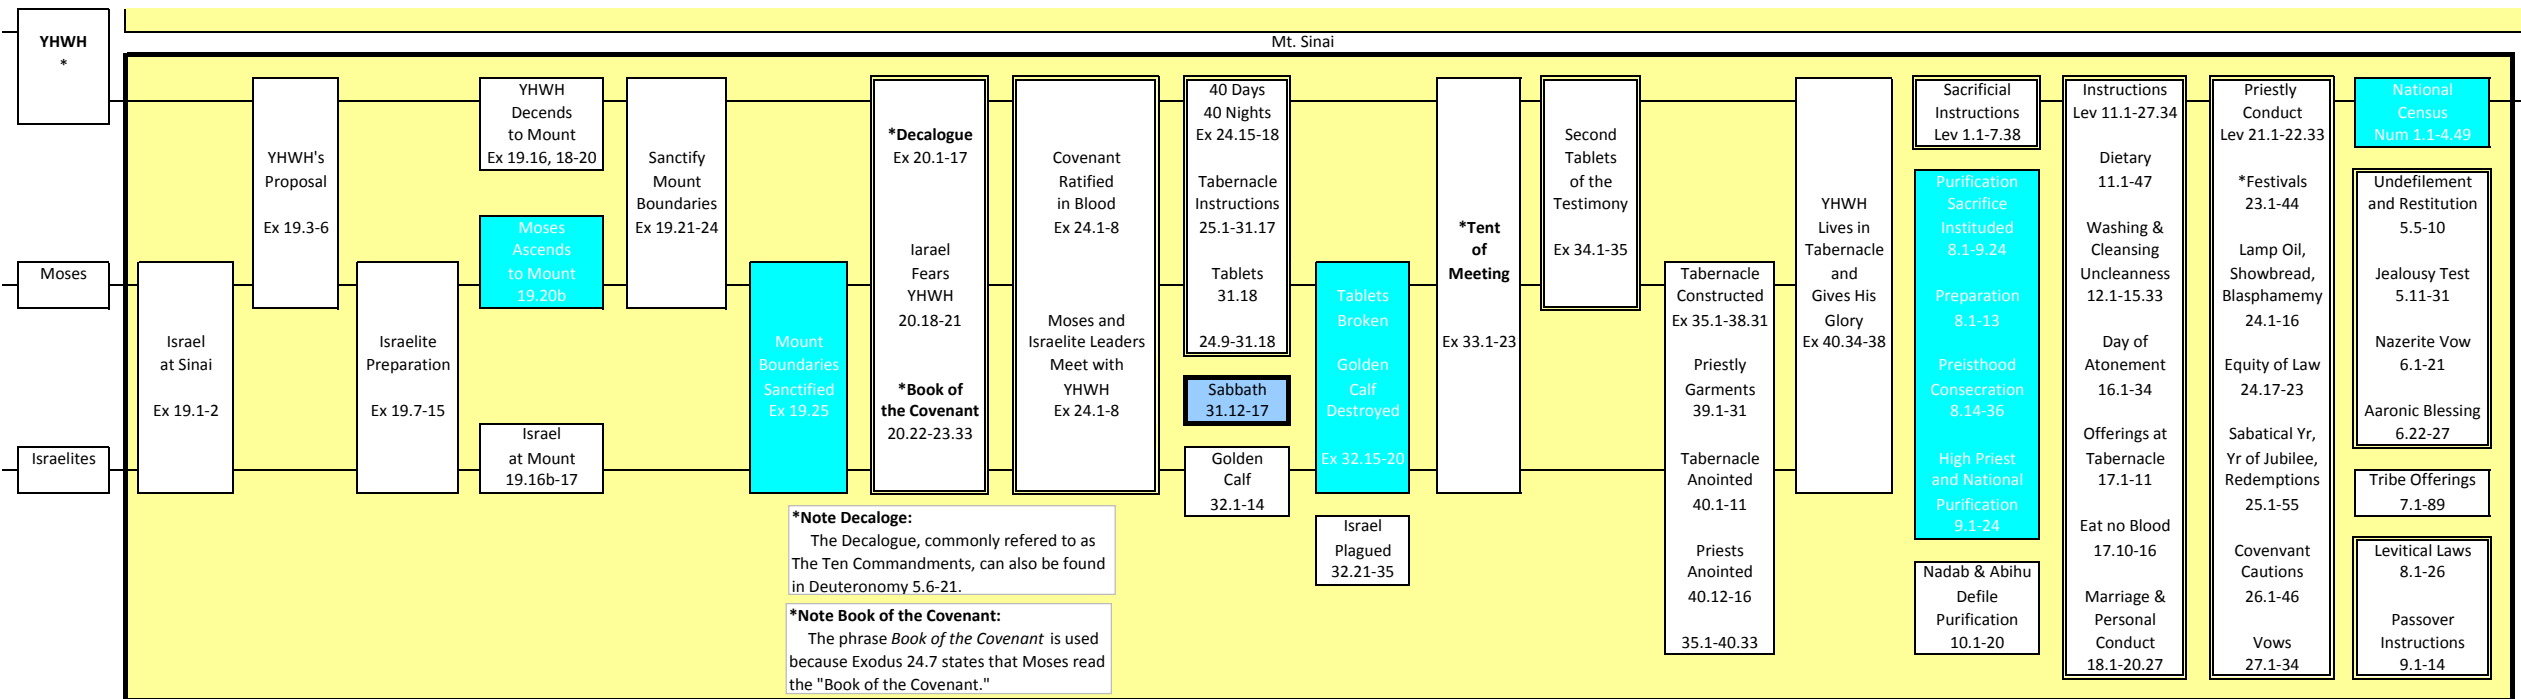 YHWH
*
Moses
Israelites
Mt. Sinai
Israel
at Sinai
Ex 19.1-2
YHWH's
Proposal
Ex 19.3-6
Israelite
Preparation
Ex 19.7-15
YHWH
Decends
to Mount
Ex 19.16, 18-20
Moses
Ascends
to Mount
19.20b
Israel
at Mount
19.16b-17
Sanctify
Mount
Boundaries
Ex 19.21-24
Mount
Boundaries
Sanctified
Ex 19.25
*Decalogue
Ex 20.1-17
Iarael
Fears
YHWH
20.18-21
*Book of
the Covenant
20.22-23.33
*Note Decaloge:
The Decalogue, commonly refered to as
The Ten Commandments, can also be found
in Deuteronomy 5.6-21.
*Note Book of the Covenant:
The phrase Book of the Covenant is used
because Exodus 24.7 states that Moses read
the "Book of the Covenant."
Covenant
Ratified
in Blood
Ex 24.1-8
Moses and
Israelite Leaders
Meet with
YHWH
Ex 24.1-8
40 Days
40 Nights
Ex 24.15-18
Tabernacle
Instructions
25.1-31.17
Tablets
31.18
24.9-31.18
Sabbath
31.12-17
Golden
Calf
32.1-14
Tablets
Broken
Golden
Calf
Destroyed
Ex 32.15-20
Israel
Plagued
32.21-35
*Tent
of
Meeting
Ex 33.1-23
Second
Tablets
of the
Testimony
Ex 34.1-35
Tabernacle
Constructed
Ex 35.1-38.31
Priestly
Garments
39.1-31
Tabernacle
Anointed
40.1-11
Priests
Anointed
40.12-16
35.1-40.33
YHWH
Lives in
Tabernacle
and
Gives His
Glory
Ex 40.34-38
Sacrificial
Instructions
Lev 1.1-7.38
Purification
Sacrifice
Instituded
8.1-9.24
Preparation
8.1-13
Preisthood
Consecration
8.14-36
High Priest
and National
Purification
9.1-24
Nadab & Abihu
Defile
Purification
10.1-20
Instructions
Lev 11.1-27.34
Dietary
11.1-47
Washing &
Cleansing
Uncleanness
12.1-15.33
Day of
Atonement
16.1-34
Offerings at
Tabernacle
17.1-11
Eat no Blood
17.10-16
Marriage &
Personal
Conduct
18.1-20.27
Priestly
Conduct
Lev 21.1-22.33
*Festivals
23.1-44
Lamp Oil,
Showbread,
Blasphamemy
24.1-16
Equity of Law
24.17-23
Sabatical Yr,
Yr of Jubilee,
Redemptions
25.1-55
Covenvant
Cautions
26.1-46
Vows
27.1-34
National
Census
Num 1.1-4.49
Undefilement
and Restitution
5.5-10
Jealousy Test
5.11-31
Nazerite Vow
6.1-21
Aaronic Blessing
6.22-27
Tribe Offerings
7.1-89
Levitical Laws
8.1-26
Passover
Instructions
9.1-14